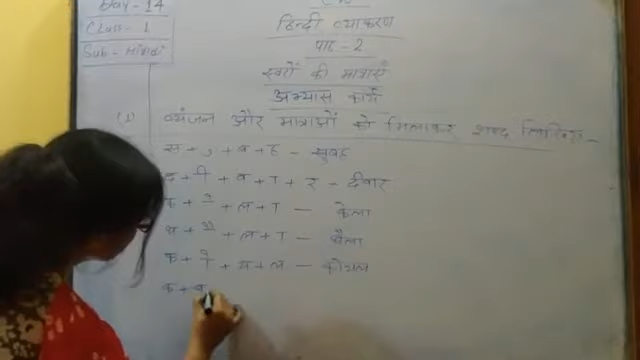 Day - 14
Class - 1
Sub - Hindi
हिन्दी व्याकरण
पाठ - 2
स्वरों की मात्राएँ
अभ्यास कार्य
(1) व्यंजन और मात्राओं को मिलाकर शब्द लिखिए -
स + ु + ब + ह - सुबह
द + ी + व + ा + र - दीवार
क + े + ल + ा - केला
थ + ै + ल + ा - थैला
क + ो + य + ल - कोयल
क + ब